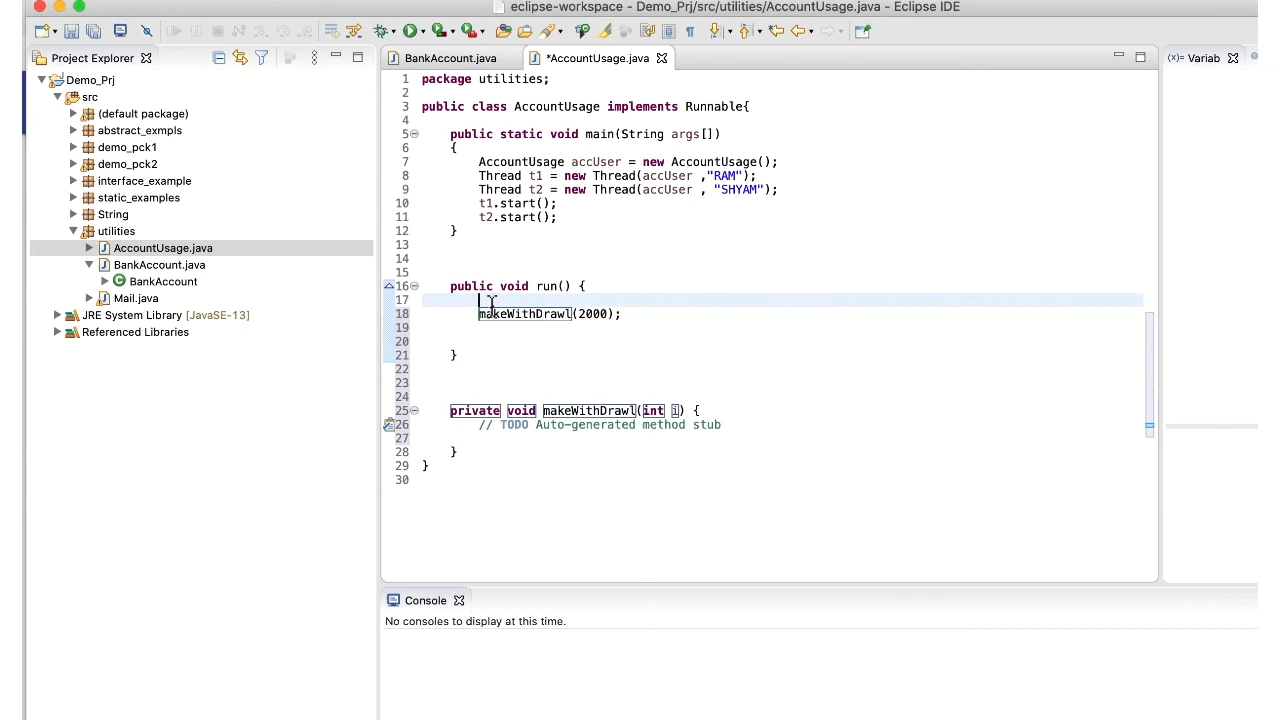 eclipse-workspace - Demo_Prj/src/utilities/AccountUsage.java - Eclipse IDE
Project Explorer
Demo_Prj
src
(default package)
abstract_exmpls
demo_pck1
demo_pck2
interface_example
static_examples
String
utilities
AccountUsage.java
BankAccount.java
BankAccount
Mail.java
JRE System Library [JavaSE-13]
Referenced Libraries
BankAccount.java
*AccountUsage.java
(x)= Variab
1 package utilities;
2
3 public class AccountUsage implements Runnable{
4
5 public static void main(String args[])
6 {
7 AccountUsage accUser = new AccountUsage();
8 Thread t1 = new Thread(accUser ,"RAM");
9 Thread t2 = new Thread(accUser , "SHYAM");
10 t1.start();
11 t2.start();
12 }
13
14
15
16 public void run() {
17
18 makeWithDrawl(2000);
19
20
21 }
22
23
24
25 private void makeWithDrawl(int i) {
26 // TODO Auto-generated method stub
27
28 }
29 }
30
Console
No consoles to display at this time.